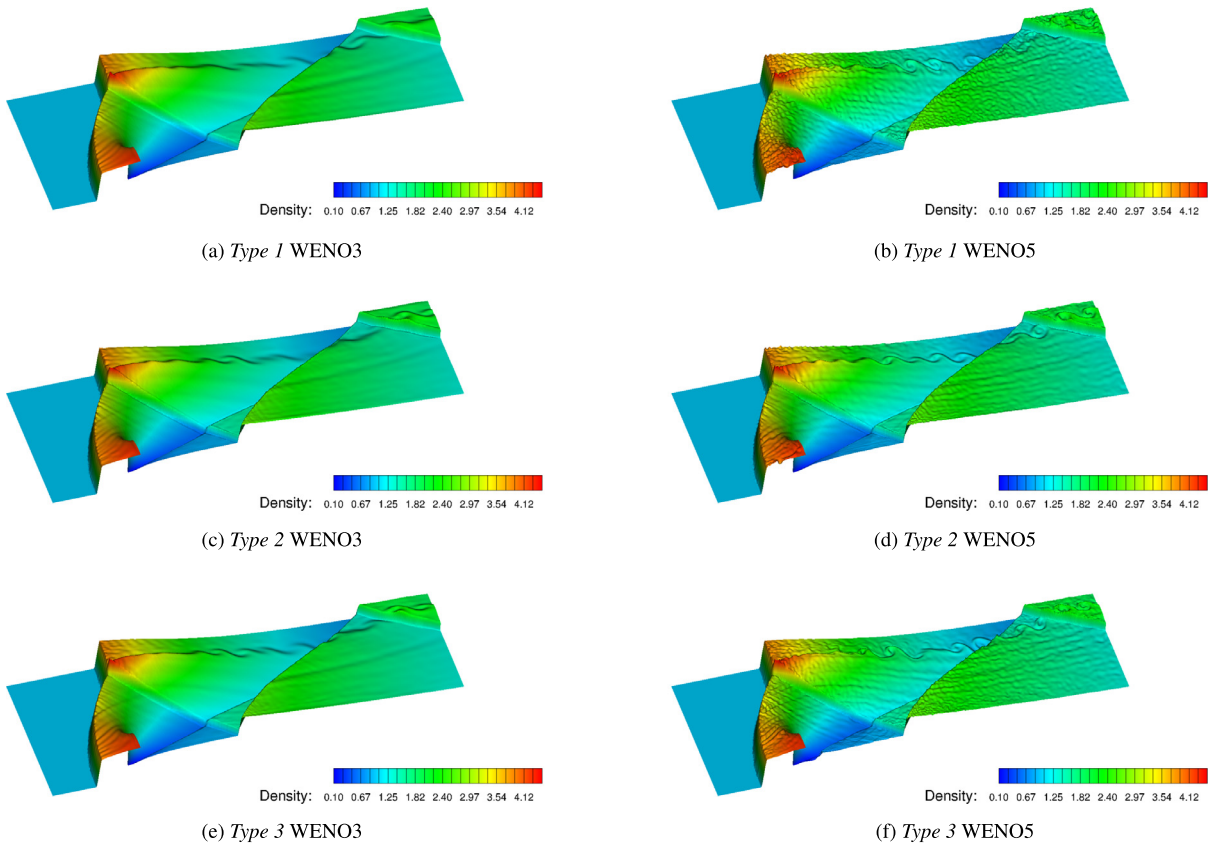 Density: 0.10 0.67 1.25 1.82 2.40 2.97 3.54 4.12
(a) Type 1 WENO3
Density: 0.10 0.67 1.25 1.82 2.40 2.97 3.54 4.12
(b) Type 1 WENO5
Density: 0.10 0.67 1.25 1.82 2.40 2.97 3.54 4.12
(c) Type 2 WENO3
Density: 0.10 0.67 1.25 1.82 2.40 2.97 3.54 4.12
(d) Type 2 WENO5
Density: 0.10 0.67 1.25 1.82 2.40 2.97 3.54 4.12
(e) Type 3 WENO3
Density: 0.10 0.67 1.25 1.82 2.40 2.97 3.54 4.12
(f) Type 3 WENO5